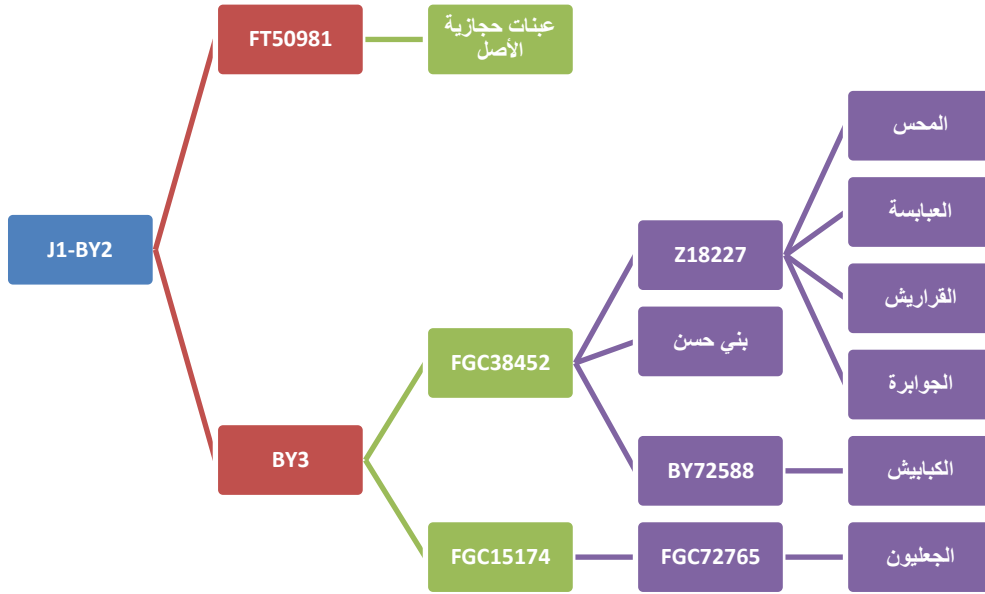 FT50981
عبنات حجازية
الأصل
المحس
العبابسة
J1-BY2
Z18227
القراريش
بني حسن
FGC38452
الجوابرة
BY3
BY72588
الكبابيش
FGC15174
FGC72765
الجعليون